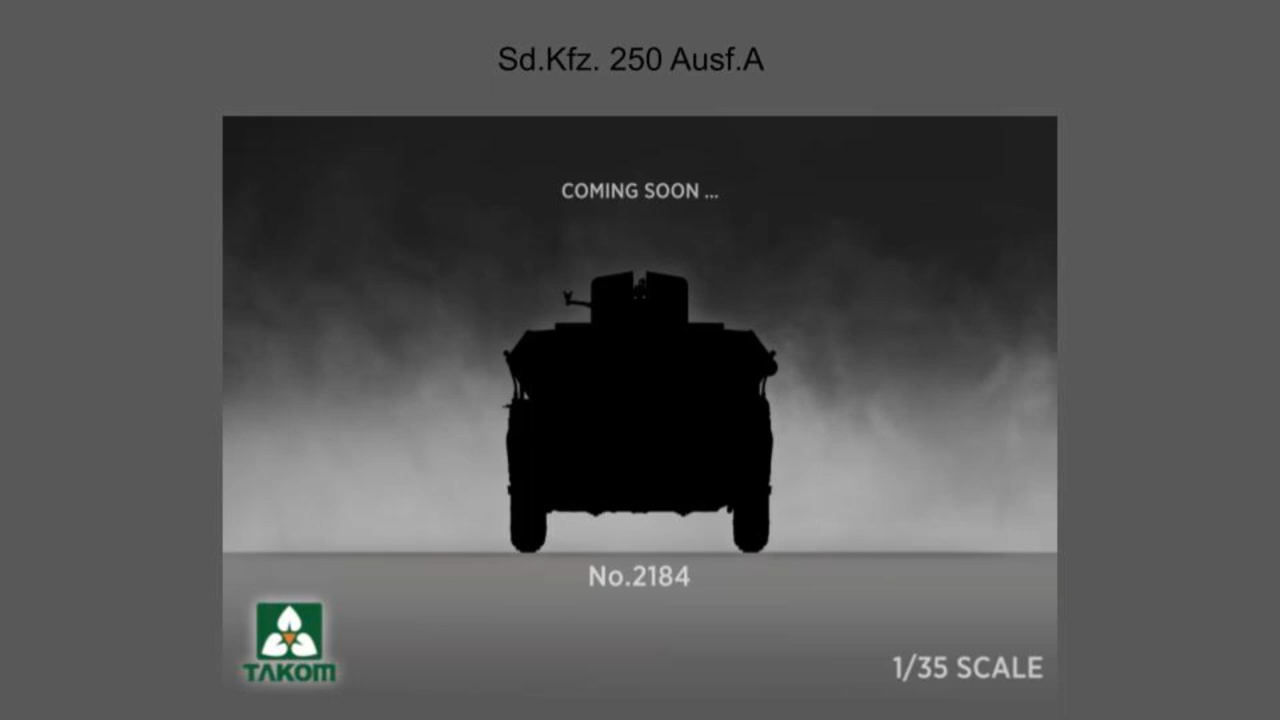 Sd.Kfz. 250 Ausf.A
COMING SOON ...
No.2184
TAKOM
1/35 SCALE